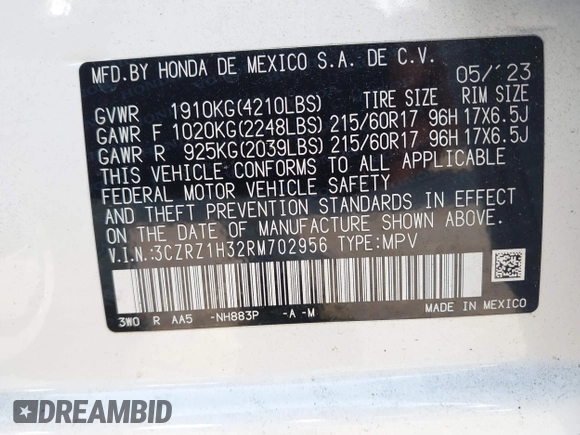 MFD.BY HONDA DE MEXICO S.A. DE C.V.
05/'23
GVWR 1910KG(4210LBS) TIRE SIZE RIM SIZE
GAWR F 1020KG(2248LBS) 215/60R17 96H 17X6.5J
GAWR R 925KG(2039LBS) 215/60R17 96H 17X6.5J
THIS VEHICLE CONFORMS TO ALL APPLICABLE
FEDERAL MOTOR VEHICLE SAFETY
AND THEFT PREVENTION STANDARDS IN EFFECT
ON THE DATE OF MANUFACTURE SHOWN ABOVE.
V.I.N.:3CZRZ1H32RM702956 TYPE:MPV
3W0 R AA5 -NH883P -A -M
MADE IN MEXICO
DREAMBID